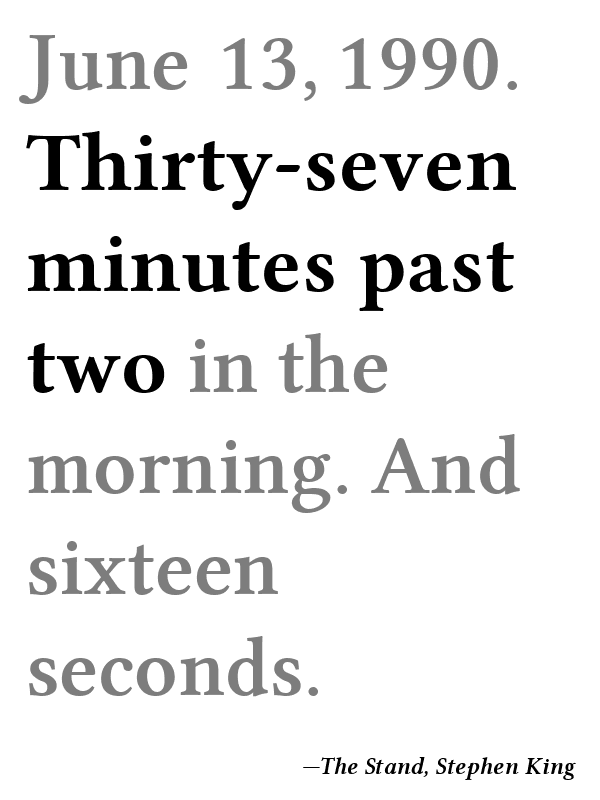 June 13, 1990.
Thirty-seven
minutes past
two in the
morning. And
sixteen
seconds.
—The Stand, Stephen King